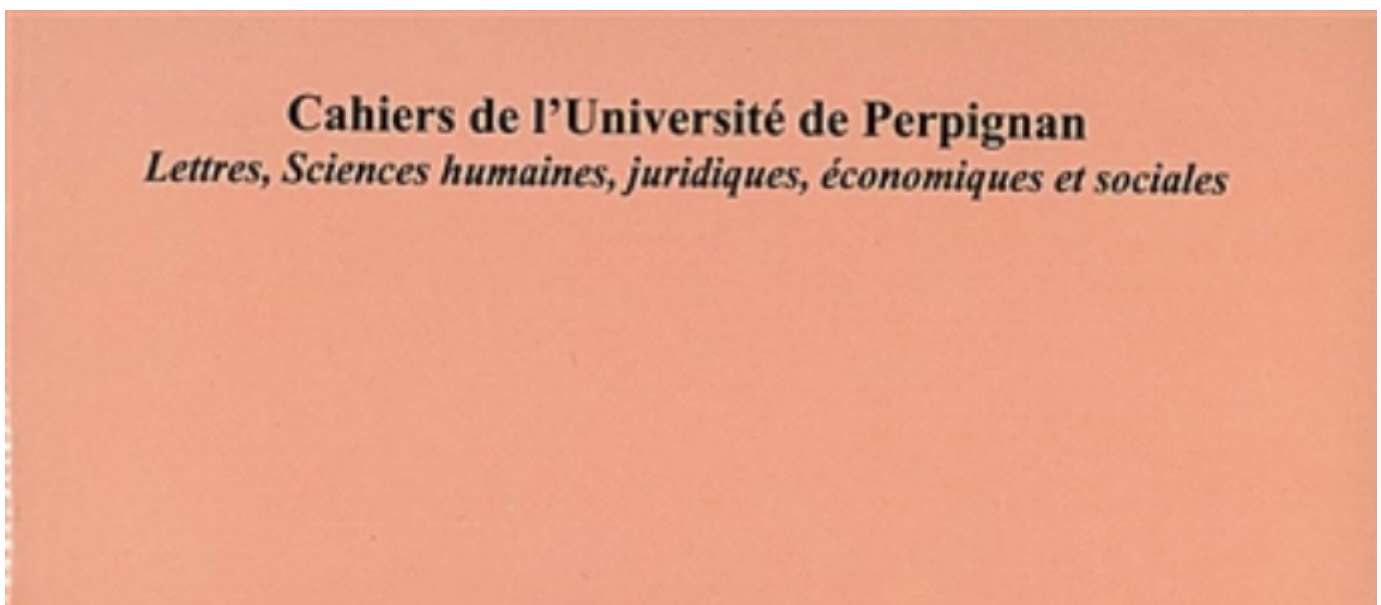 Cahiers de l’Université de Perpignan
Lettres, Sciences humaines, juridiques, économiques et sociales